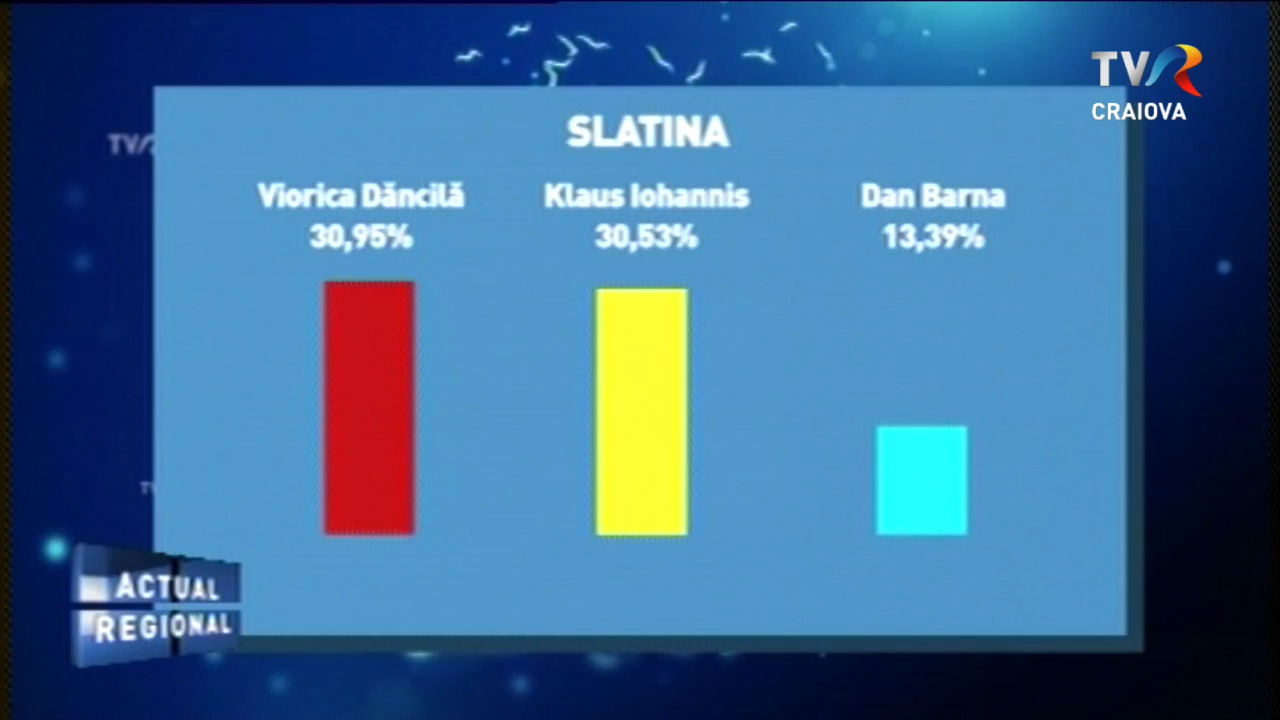 TVR
CRAIOVA
SLATINA
Viorica Dăncilă
30,95%
Klaus Iohannis
30,53%
Dan Barna
13,39%
ACTUAL
REGIONAL